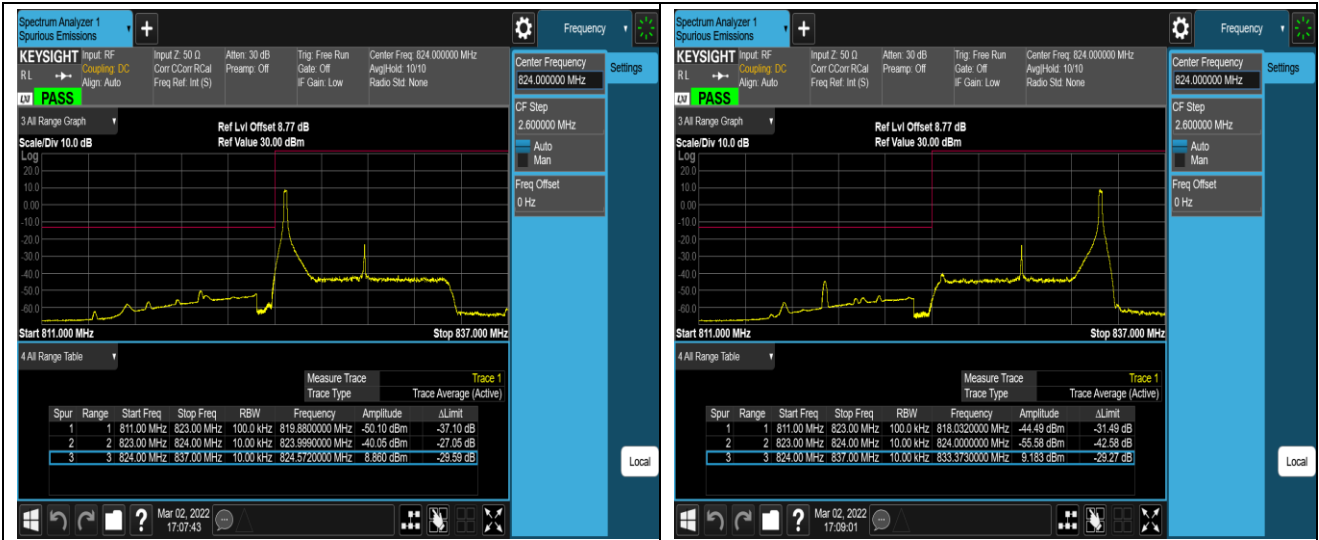 Spectrum Analyzer 1
Spurious Emissions
+
Frequency
KEYSIGHT Input: RF Input Z: 50 Ω Atten: 30 dB Trig: Free Run Center Freq: 824.000000 MHz
Coupling: DC Corr CCorr RCal Preamp: Off Gate: Off Avg|Hold: 10/10
RL Align: Auto Freq Ref: Int (S) IF Gain: Low Radio Std: None
LXI PASS
Center Frequency
824.000000 MHz
Settings
CF Step
2.600000 MHz
Auto
Man
Freq Offset
0 Hz
3 All Range Graph
Ref Lvl Offset 8.77 dB
Scale/Div 10.0 dB Ref Value 30.00 dBm
Log
20.0
10.0
0.00
-10.0
-20.0
-30.0
-40.0
-50.0
-60.0
Start 811.000 MHz Stop 837.000 MHz
4 All Range Table
Measure Trace Trace 1
Trace Type Trace Average (Active)
Spur Range Start Freq Stop Freq RBW Frequency Amplitude ΔLimit
1 1 811.00 MHz 823.00 MHz 100.0 kHz 819.8800000 MHz -50.10 dBm -37.10 dB
2 2 823.00 MHz 824.00 MHz 10.00 kHz 823.9990000 MHz -40.05 dBm -27.05 dB
3 3 824.00 MHz 837.00 MHz 10.00 kHz 824.5720000 MHz 8.860 dBm -29.59 dB
Local
?
Mar 02, 2022
17:07:43
Spectrum Analyzer 1
Spurious Emissions
+
Frequency
KEYSIGHT Input: RF Input Z: 50 Ω Atten: 30 dB Trig: Free Run Center Freq: 824.000000 MHz
Coupling: DC Corr CCorr RCal Preamp: Off Gate: Off Avg|Hold: 10/10
RL Align: Auto Freq Ref: Int (S) IF Gain: Low Radio Std: None
LXI PASS
Center Frequency
824.000000 MHz
Settings
CF Step
2.600000 MHz
Auto
Man
Freq Offset
0 Hz
3 All Range Graph
Ref Lvl Offset 8.77 dB
Scale/Div 10.0 dB Ref Value 30.00 dBm
Log
20.0
10.0
0.00
-10.0
-20.0
-30.0
-40.0
-50.0
-60.0
Start 811.000 MHz Stop 837.000 MHz
4 All Range Table
Measure Trace Trace 1
Trace Type Trace Average (Active)
Spur Range Start Freq Stop Freq RBW Frequency Amplitude ΔLimit
1 1 811.00 MHz 823.00 MHz 100.0 kHz 818.0320000 MHz -44.49 dBm -31.49 dB
2 2 823.00 MHz 824.00 MHz 10.00 kHz 824.0000000 MHz -55.58 dBm -42.58 dB
3 3 824.00 MHz 837.00 MHz 10.00 kHz 833.3730000 MHz 9.183 dBm -29.27 dB
Local
?
Mar 02, 2022
17:09:01